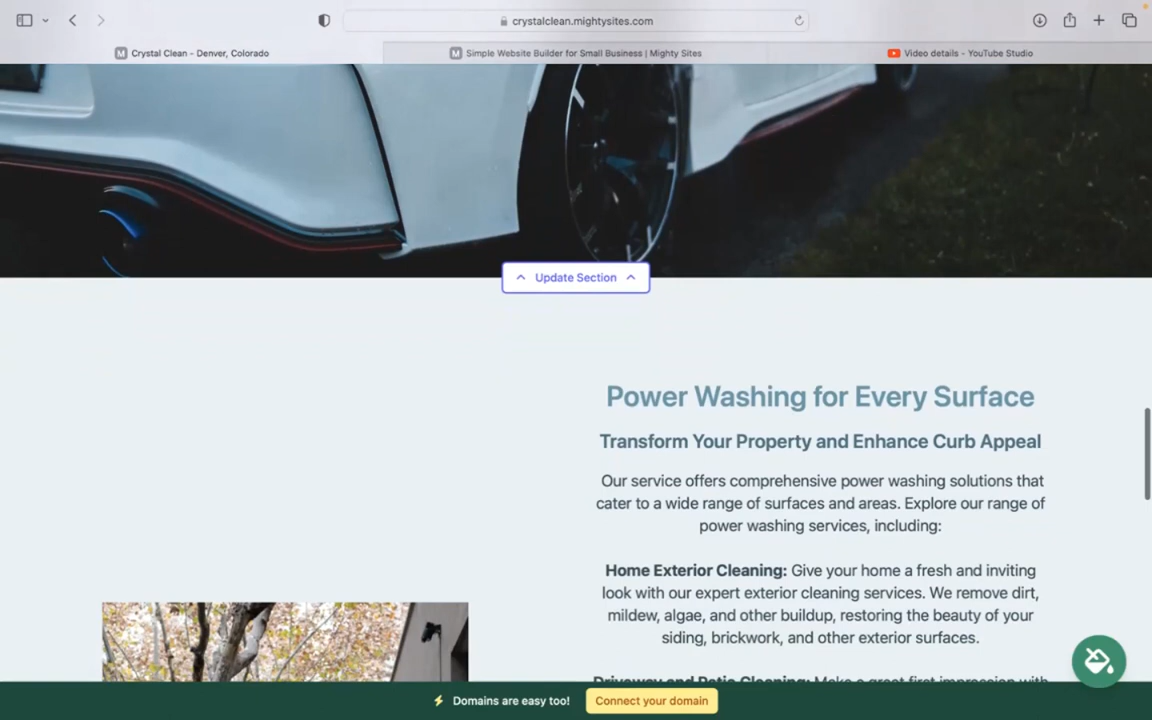 crystalclean.mightysites.com
Crystal Clean - Denver, Colorado
Simple Website Builder for Small Business | Mighty Sites
Video details - YouTube Studio
Update Section
Power Washing for Every Surface
Transform Your Property and Enhance Curb Appeal
Our service offers comprehensive power washing solutions that
cater to a wide range of surfaces and areas. Explore our range of
power washing services, including:
Home Exterior Cleaning: Give your home a fresh and inviting
look with our expert exterior cleaning services. We remove dirt,
mildew, algae, and other buildup, restoring the beauty of your
siding, brickwork, and other exterior surfaces.
Driveway and Patio Cleaning: Make a great first impression with
Domains are easy too!
Connect your domain